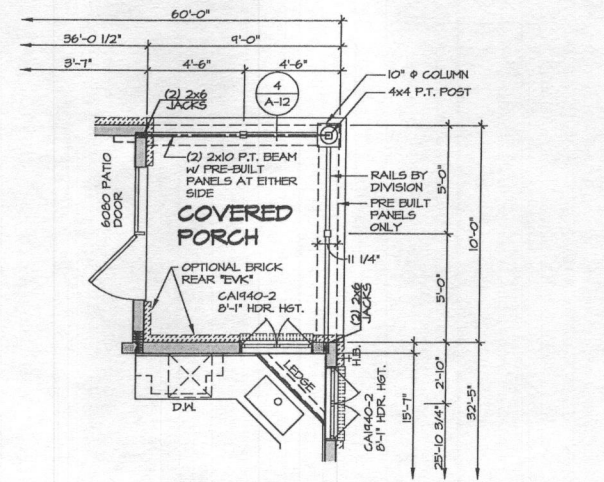 60'-0"
36'-0 1/2"
9'-0"
3'-7"
4'-6"
4'-6"
4
A-12
10" Φ COLUMN
4x4 P.T. POST
(2) 2x6
JACKS
(2) 2x10 P.T. BEAM
W/ PRE-BUILT
PANELS AT EITHER
SIDE
6080 PATIO
DOOR
COVERED
PORCH
RAILS BY
DIVISION
PRE BUILT
PANELS
ONLY
5'-0"
10'-0"
11 1/4"
OPTIONAL BRICK
REAR "EVK"
CA1940-2
8'-1" HDR. HGT.
5'-0"
(2) 2x6
JACKS
H.B.
LEDGE
D.W.
CA1940-2
8'-1" HDR. HGT.
15'-7"
2'-10"
25'-10 3/4"
32'-5"